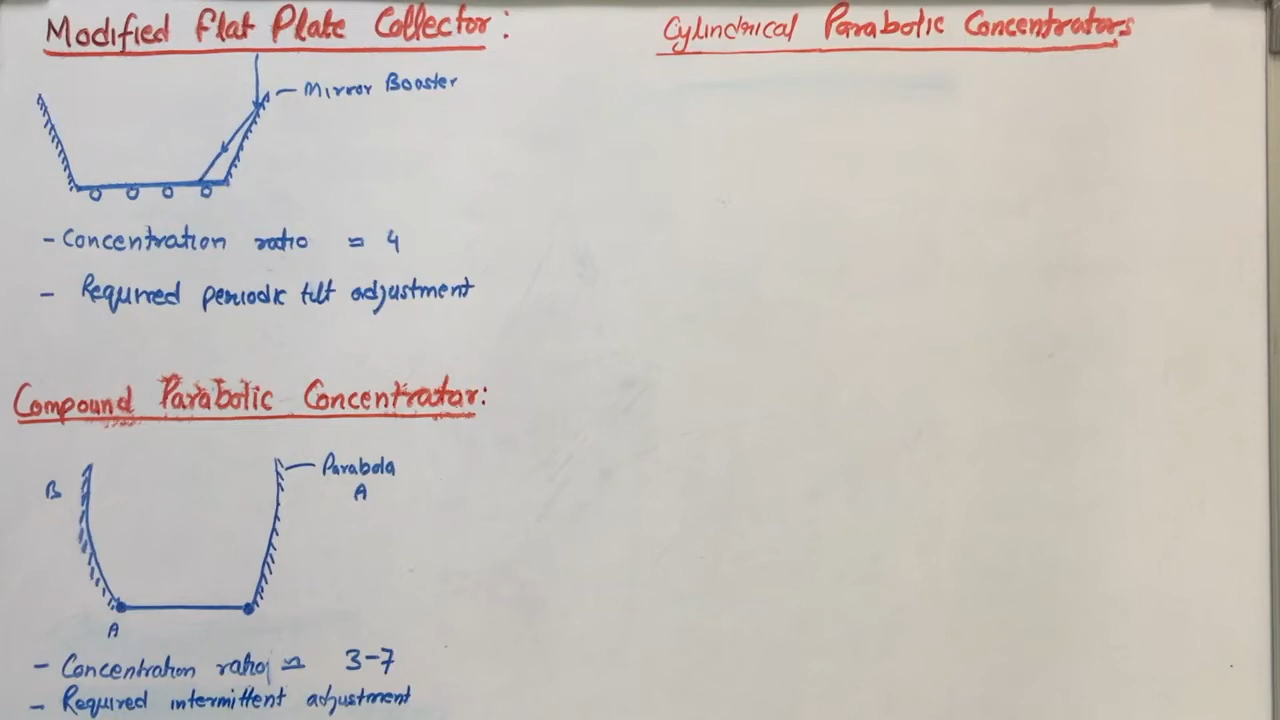 Modified Flat Plate Collector:
Mirror Booster
- Concentration ratio ≈ 4
- Required periodic tilt adjustment
Compound Parabolic Concentrator:
B
Parabola
A
A
- Concentration ratio ≈ 3-7
- Required intermittent adjustment
Cylindrical Parabolic Concentrators